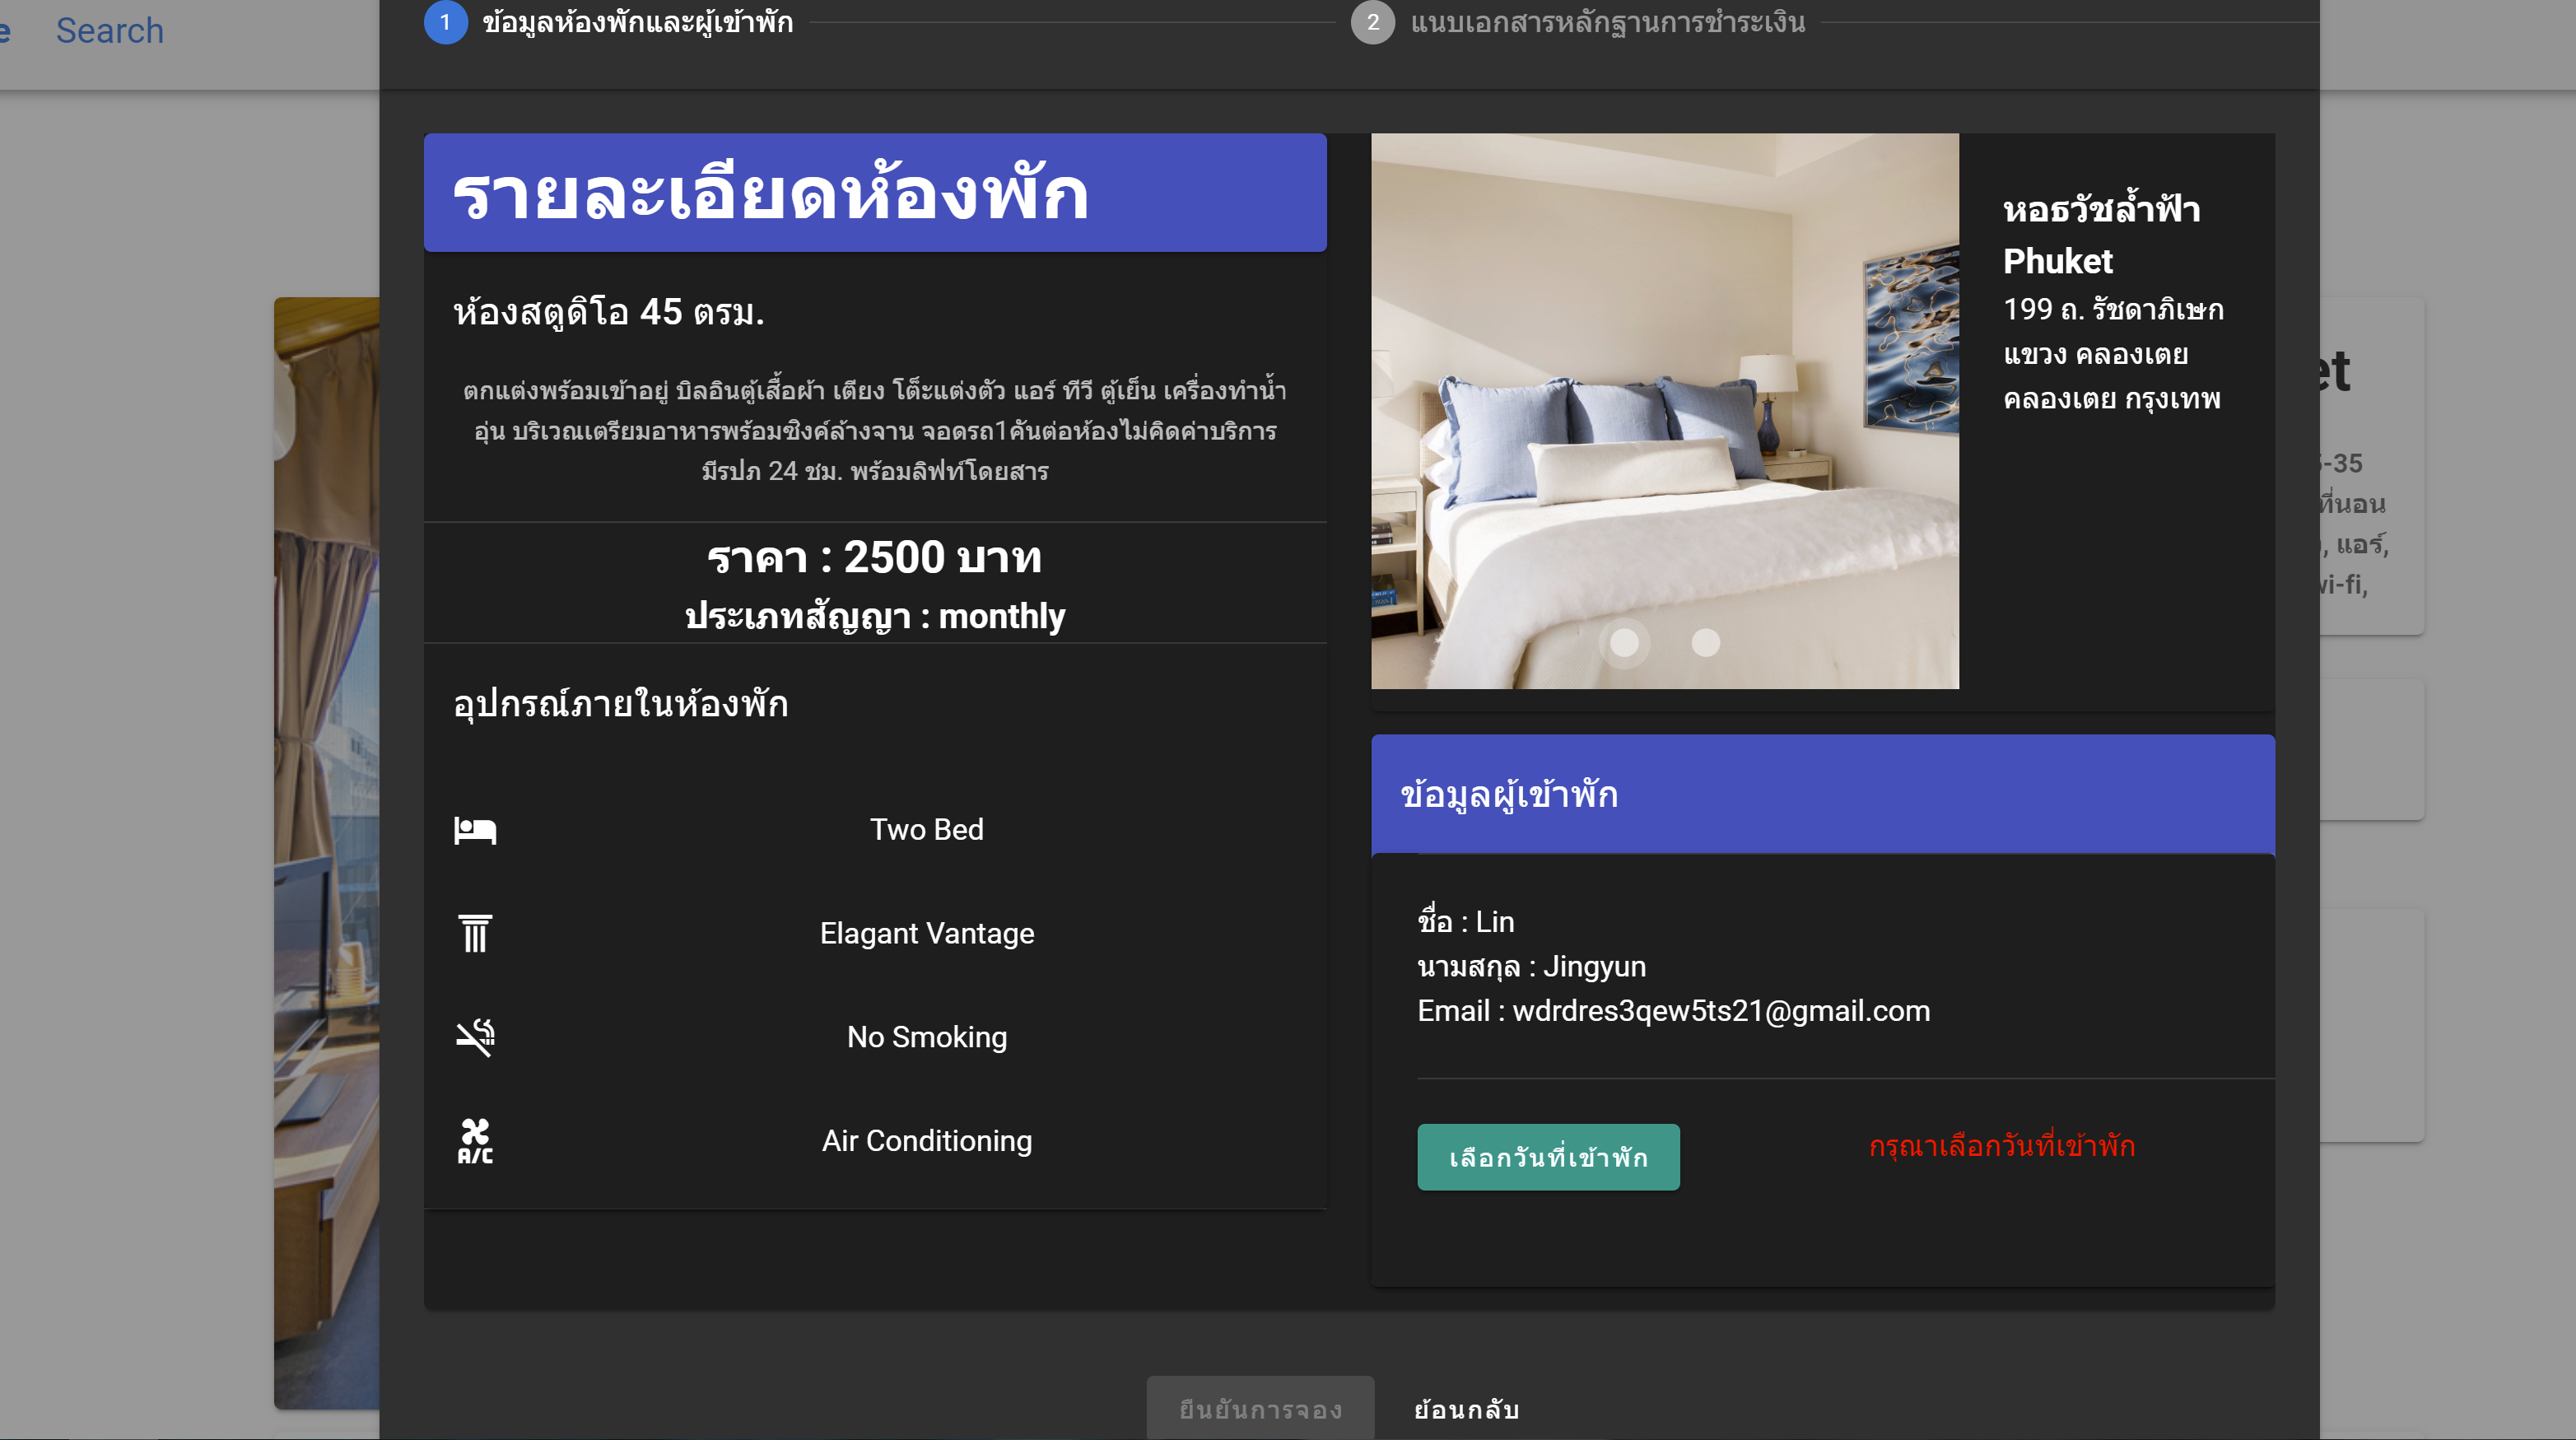 Search
1 ข้อมูลห้องพักและผู้เข้าพัก
2 แนบเอกสารหลักฐานการชำระเงิน
รายละเอียดห้องพัก
ห้องสตูดิโอ 45 ตรม.
ตกแต่งพร้อมเข้าอยู่ บิลอินตู้เสื้อผ้า เตียง โต๊ะแต่งตัว แอร์ ทีวี ตู้เย็น เครื่องทำน้ำ
อุ่น บริเวณเตรียมอาหารพร้อมซิงค์ล้างจาน จอดรถ1คันต่อห้องไม่คิดค่าบริการ
มีรปภ 24 ชม. พร้อมลิฟท์โดยสาร
ราคา : 2500 บาท
ประเภทสัญญา : monthly
อุปกรณ์ภายในห้องพัก
Two Bed
Elagant Vantage
No Smoking
A/C
Air Conditioning
หอธวัชล้ำฟ้า
Phuket
199 ถ. รัชดาภิเษก
แขวง คลองเตย
คลองเตย กรุงเทพ
ข้อมูลผู้เข้าพัก
ชื่อ : Lin
นามสกุล : Jingyun
Email : wdrdres3qew5ts21@gmail.com
เลือกวันที่เข้าพัก
กรุณาเลือกวันที่เข้าพัก
ยืนยันการจอง
ย้อนกลับ
et
-35
ที่นอน
, แอร์,
wi-fi,